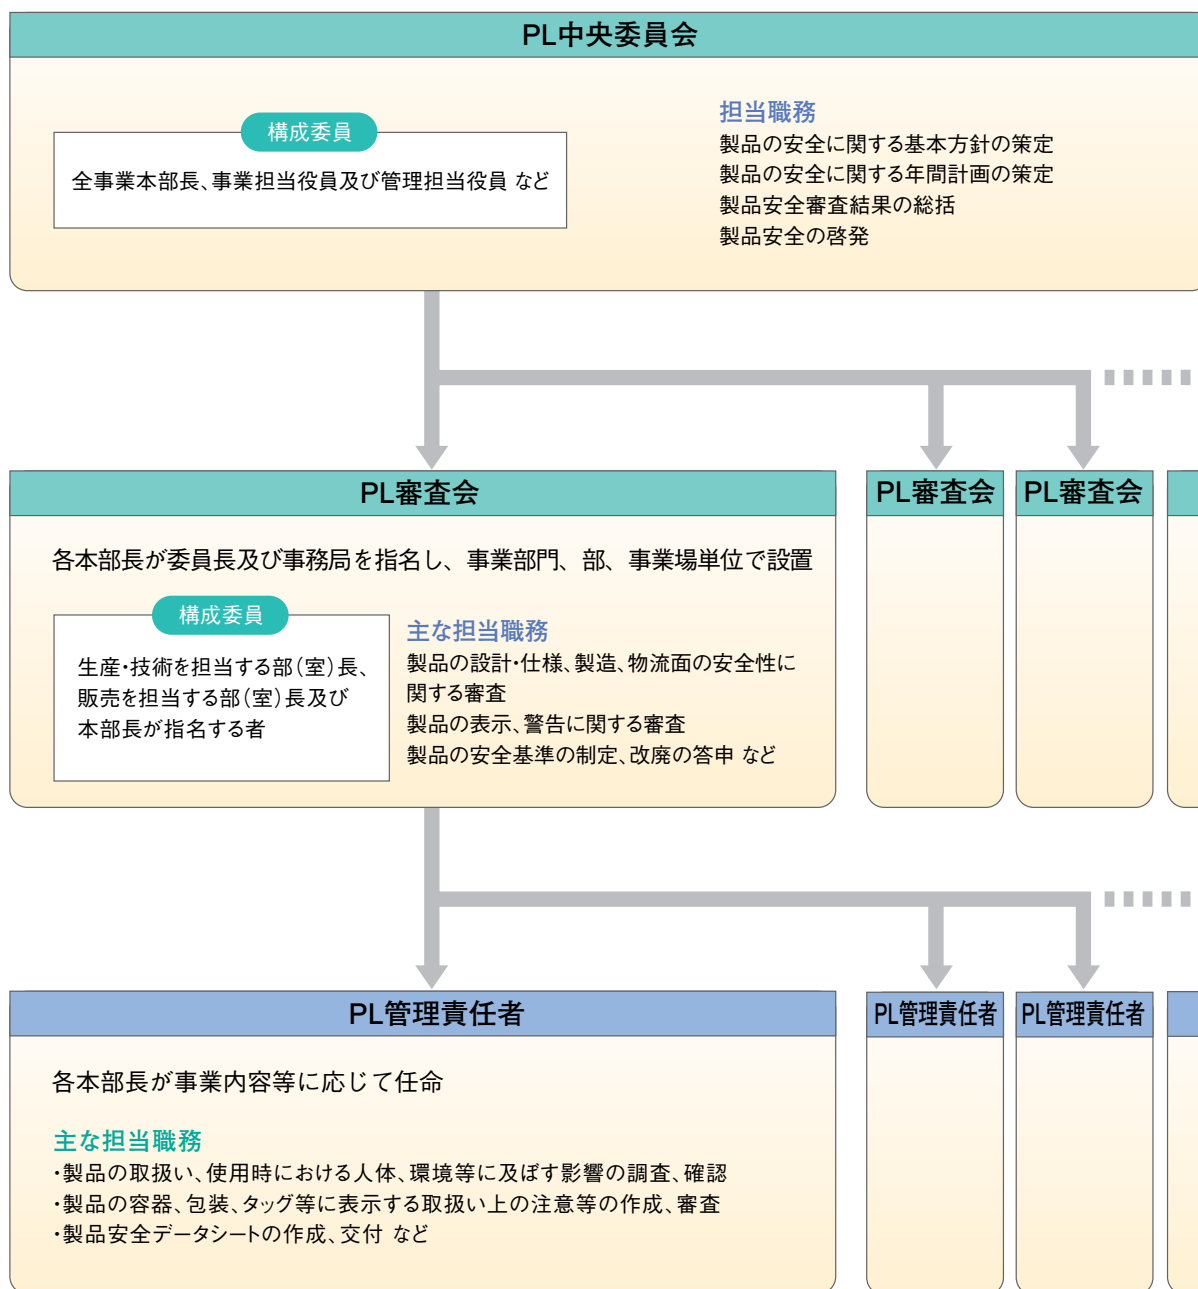 PL中央委員会
構成委員
全事業本部長、事業担当役員及び管理担当役員 など
担当職務
製品の安全に関する基本方針の策定
製品の安全に関する年間計画の策定
製品安全審査結果の総括
製品安全の啓発
PL審査会
各本部長が委員長及び事務局を指名し、事業部門、部、事業場単位で設置
構成委員
生産・技術を担当する部（室）長、
販売を担当する部（室）長及び
本部長が指名する者
主な担当職務
製品の設計・仕様、製造、物流面の安全性に
関する審査
製品の表示、警告に関する審査
製品の安全基準の制定、改廃の答申 など
PL審査会
PL審査会
PL管理責任者
各本部長が事業内容等に応じて任命
主な担当職務
・製品の取扱い、使用時における人体、環境等に及ぼす影響の調査、確認
・製品の容器、包装、タッグ等に表示する取扱い上の注意等の作成、審査
・製品安全データシートの作成、交付 など
PL管理責任者
PL管理責任者